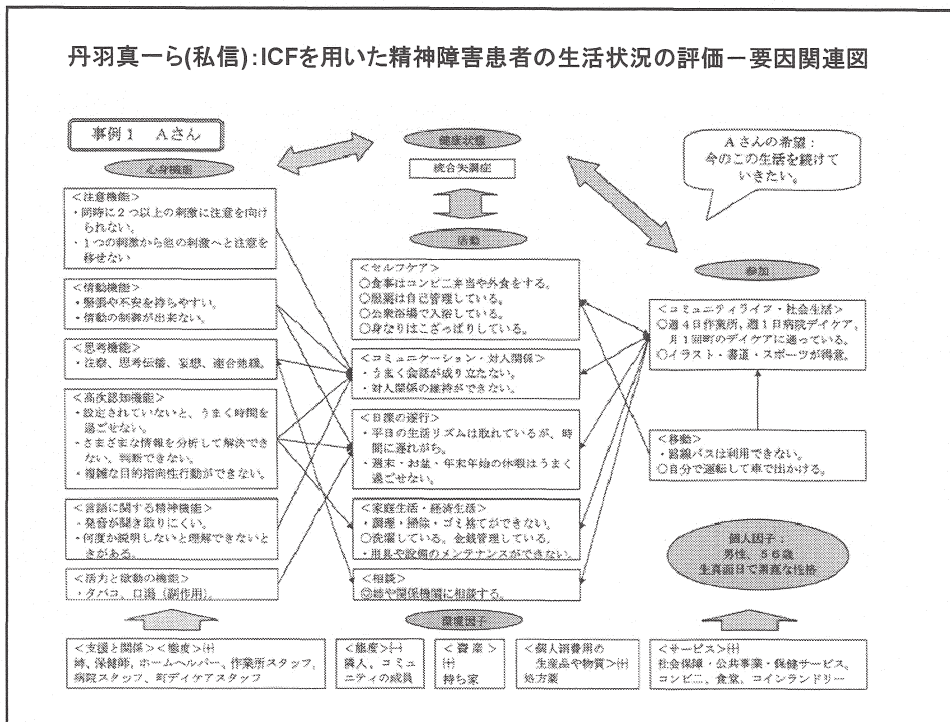 丹羽真一ら(私信):ICFを用いた精神障害患者の生活状況の評価－要因関連図
事例１　Ａさん
心身機能
＜注意機能＞
・同時に２つ以上の刺激に注意を向け
られない。
・１つの刺激から他の刺激へと注意を
移せない
＜情動機能＞
・緊張や不安を持ちやすい。
・情動の制御が出来ない。
＜思考機能＞
・注察、思考伝播、妄想、連合弛緩。
＜高次認知機能＞
・設定されていないと、うまく時間を
過ごせない。
・さまざまな情報を分析して解決でき
ない、判断できない。
・複雑な目的指向性行動ができない。
＜言語に関する精神機能＞
・発音が聞き取りにくい。
・何度か説明しないと理解できないと
きがある。
＜活力と欲動の機能＞
・タバコ、口渇（副作用）。
健康状態
統合失調症
活動
＜セルフケア＞
○食事はコンビニ弁当や外食をする。
○服薬は自己管理している。
○公衆浴場で入浴している。
○身なりはこざっぱりしている。
＜コミュニケーション・対人関係＞
・うまく会話が成り立たない。
・対人関係の維持ができない。
＜日課の遂行＞
・平日の生活リズムは取れているが、時
間に遅れがち。
・週末・お盆・年末年始の休暇はうまく
過ごせない。
＜家庭生活・経済生活＞
・調理・掃除・ゴミ捨てができない。
○洗濯している。金銭管理している。
・用具や設備のメンテナンスができない。
＜相談＞
◎姉や関係機関に相談する。
Ａさんの希望：
今のこの生活を続けて
いきたい。
参加
＜コミュニティライフ・社会生活＞
○週４日作業所、週１日病院デイケア、
月１回町のデイケアに通っている。
○イラスト・書道・スポーツが得意。
＜移動＞
・路線バスは利用できない。
○自分で運転して車で出かける。
個人因子：
男性、５６歳
生真面目で素直な性格
環境因子
＜支援と関係＞＜態度＞(+)
姉、保健師、ホームヘルパー、作業所スタッフ、
病院スタッフ、町デイケアスタッフ
＜態度＞(-)
隣人、コミュ
ニティの成員
＜資産＞
(+)
持ち家
＜個人消費用の
生産品や物質＞(+)
処方薬
＜サービス＞(+)
社会保障・公共事業・保健サービス、
コンビニ、食堂、コインランドリー